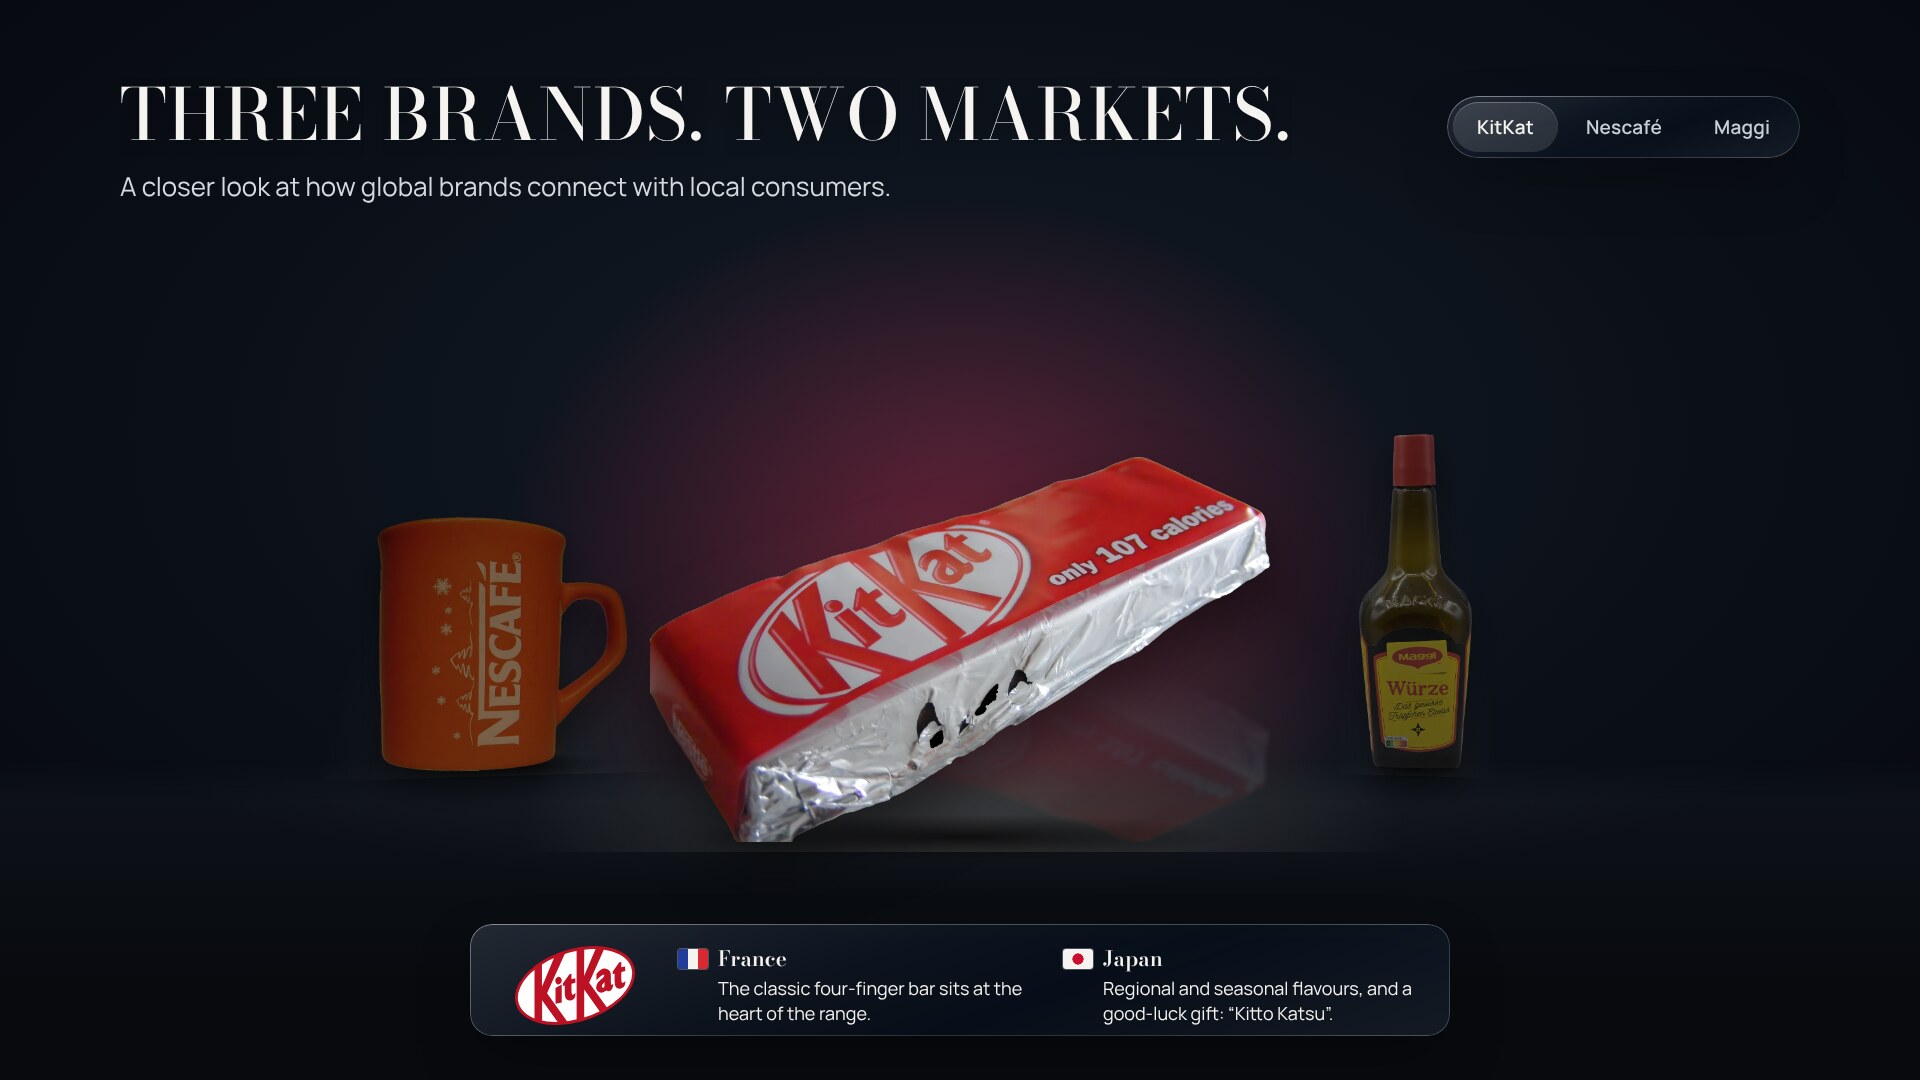 THREE BRANDS. TWO MARKETS.
A closer look at how global brands connect with local consumers.
KitKat
Nescafé
Maggi
NESCAFÉ®
KitKat
only 107 calories
Maggi
Würze
KitKat
France
The classic four-finger bar sits at the
heart of the range.
Japan
Regional and seasonal flavours, and a
good-luck gift: “Kitto Katsu”.